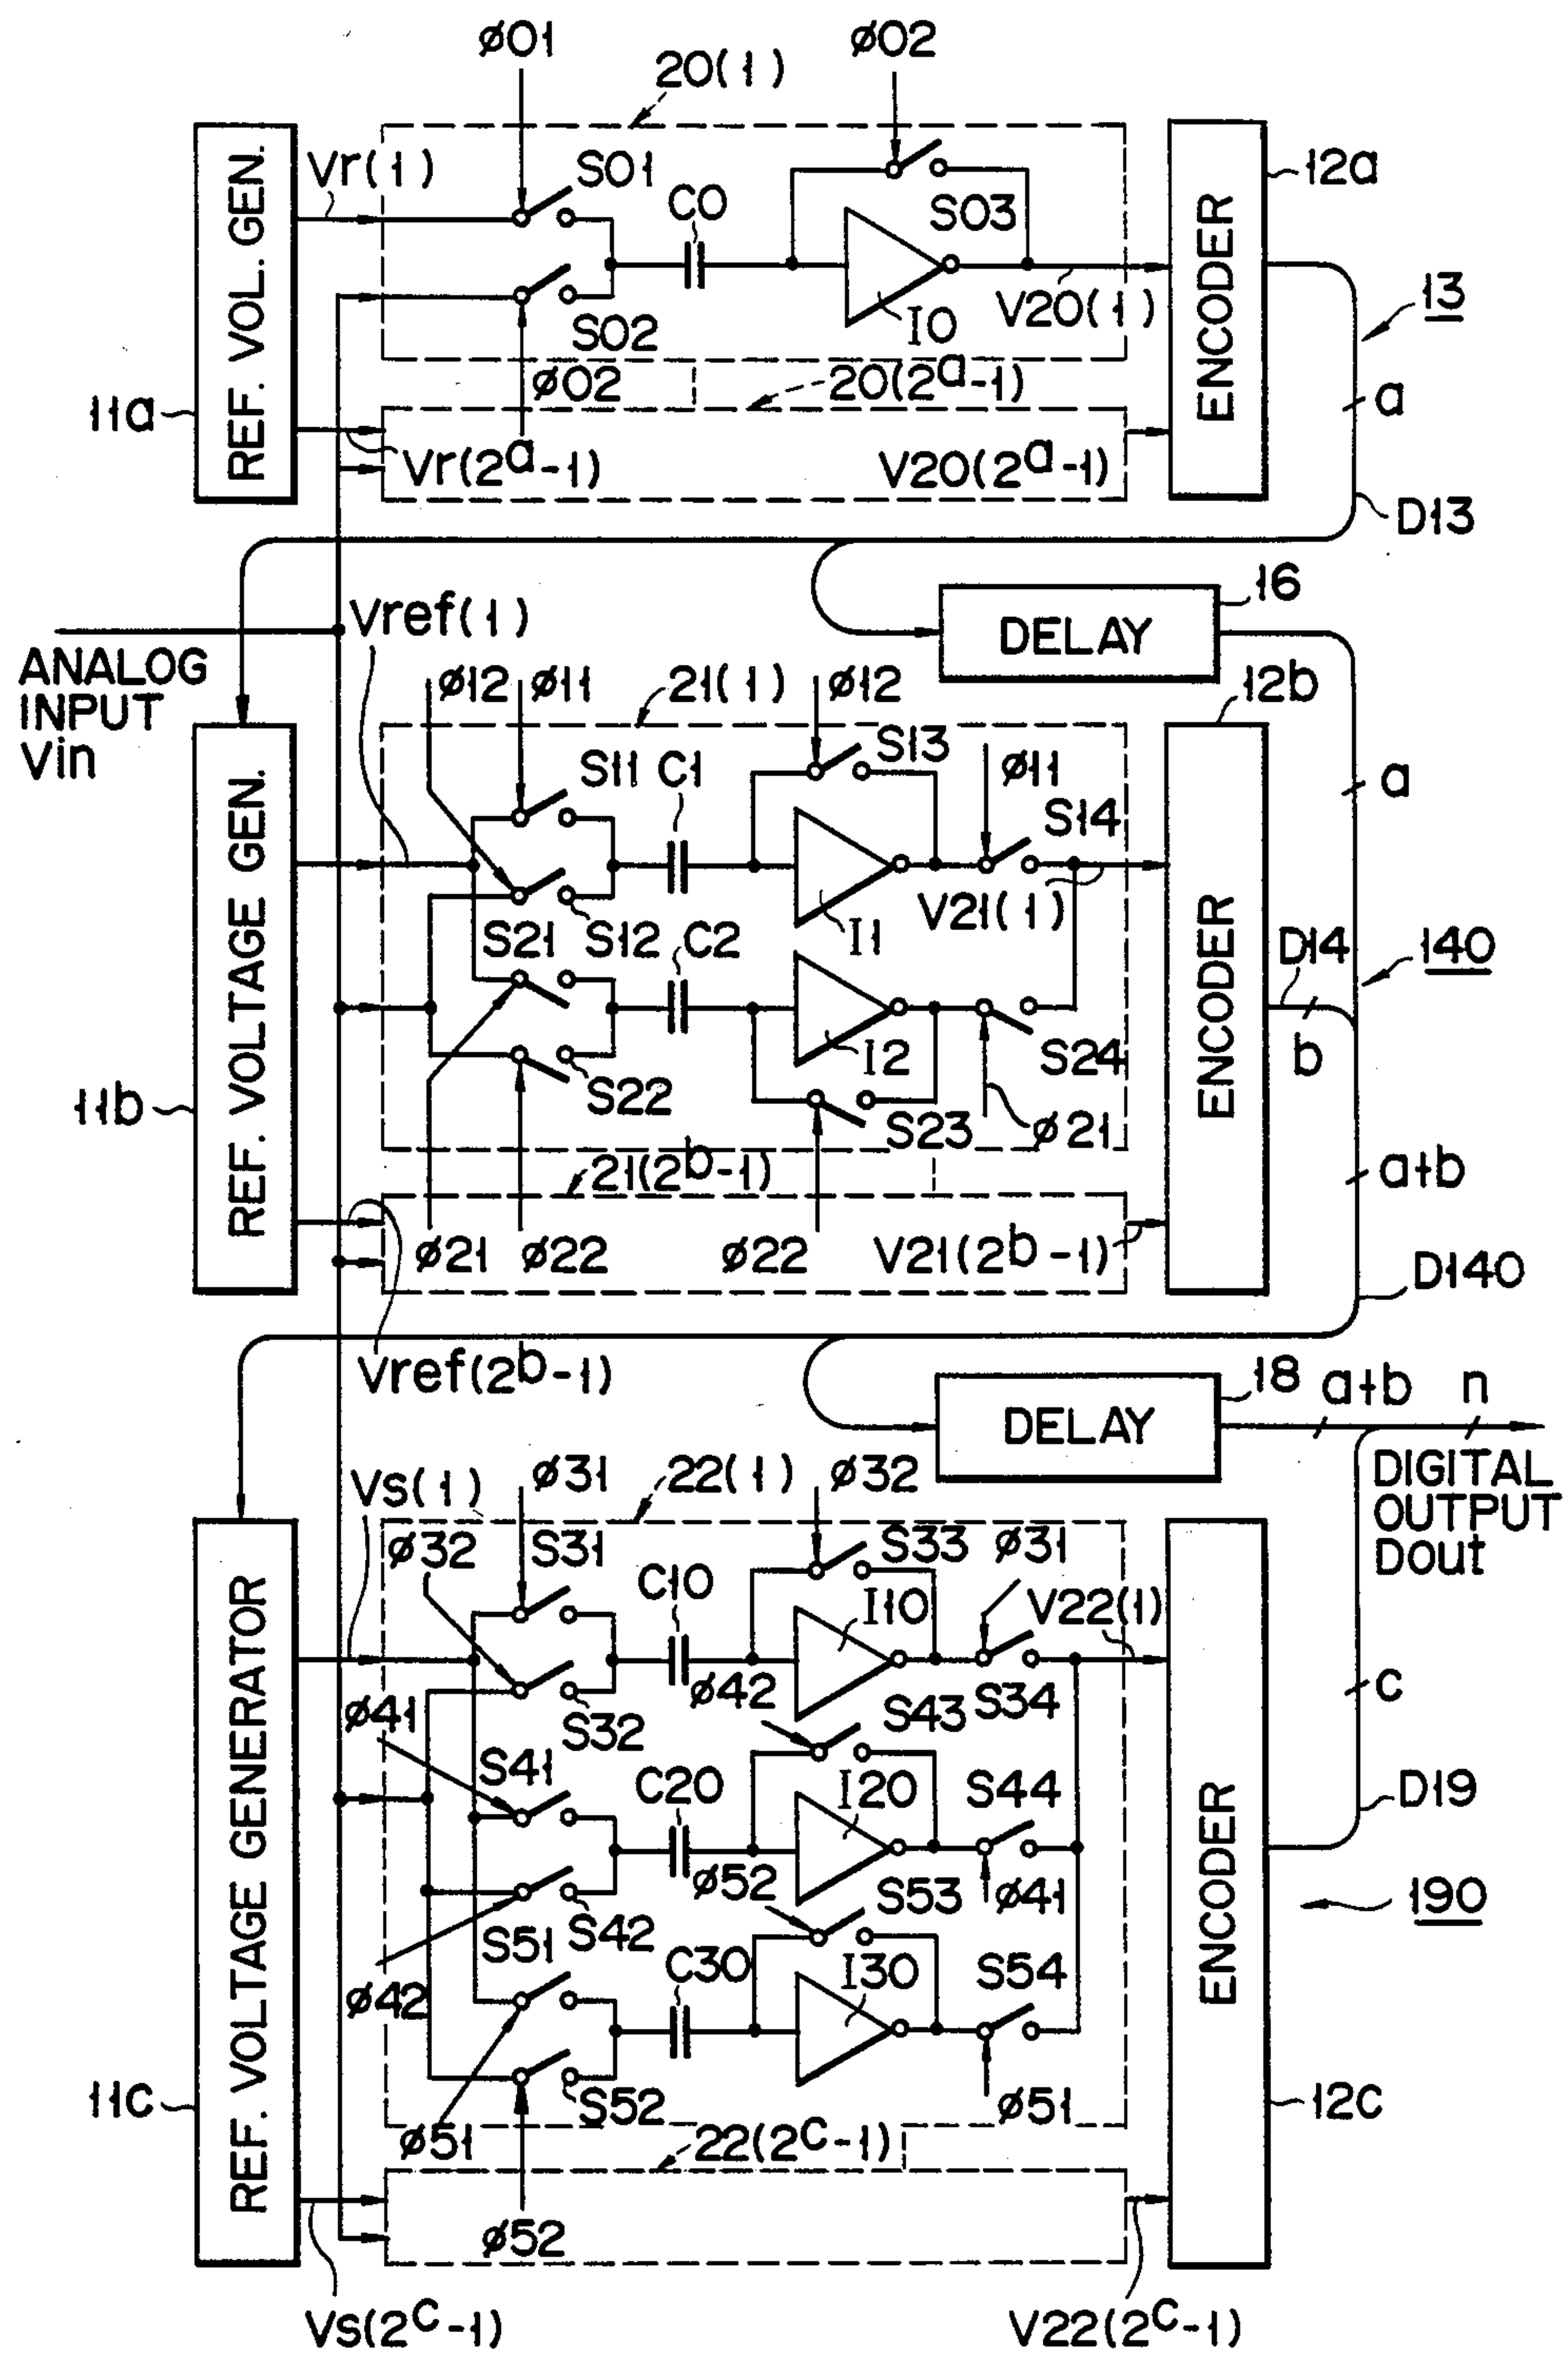 ø01
ø02
20(1)
REF. VOL. GEN.
Vr(1)
S01
C0
S03
ENCODER
12a
S02
I0
V20(1)
13
ø02
20(2a-1)
11a
a
Vr(2a-1)
V20(2a-1)
D13
16
Vref(1)
DELAY
ANALOG
INPUT
Vin
ø12
ø11
21(1)
ø12
12b
REF. VOLTAGE GEN.
S11
C1
S13
ø11
a
S14
V21(1)
S21
S12
C2
I1
ENCODER
D14
140
I2
S24
b
11b
S22
S23
ø21
21(2b-1)
a+b
ø21
ø22
ø22
V21(2b-1)
D140
Vref(2b-1)
18
a+b
n
DELAY
Vs(1)
ø31
22(1)
ø32
DIGITAL
OUTPUT
Dout
ø32
S31
C10
S33
ø31
I10
V22(1)
REF. VOLTAGE GENERATOR
ø41
ø42
S43
S34
c
S32
S41
C20
I20
S44
D19
ENCODER
ø52
S53
ø41
190
S51
S42
C30
I30
S54
ø42
11c
S52
ø51
12c
ø51
22(2c-1)
ø52
Vs(2c-1)
V22(2c-1)